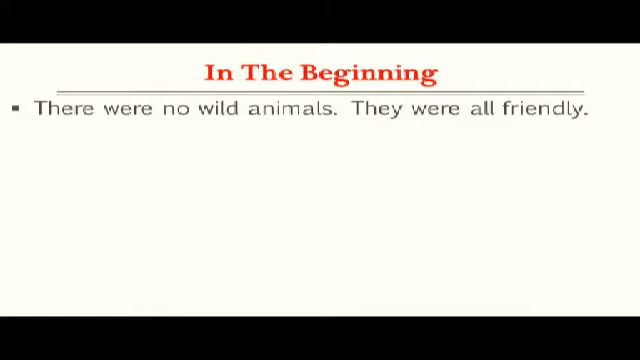 In The Beginning
▪ There were no wild animals. They were all friendly.